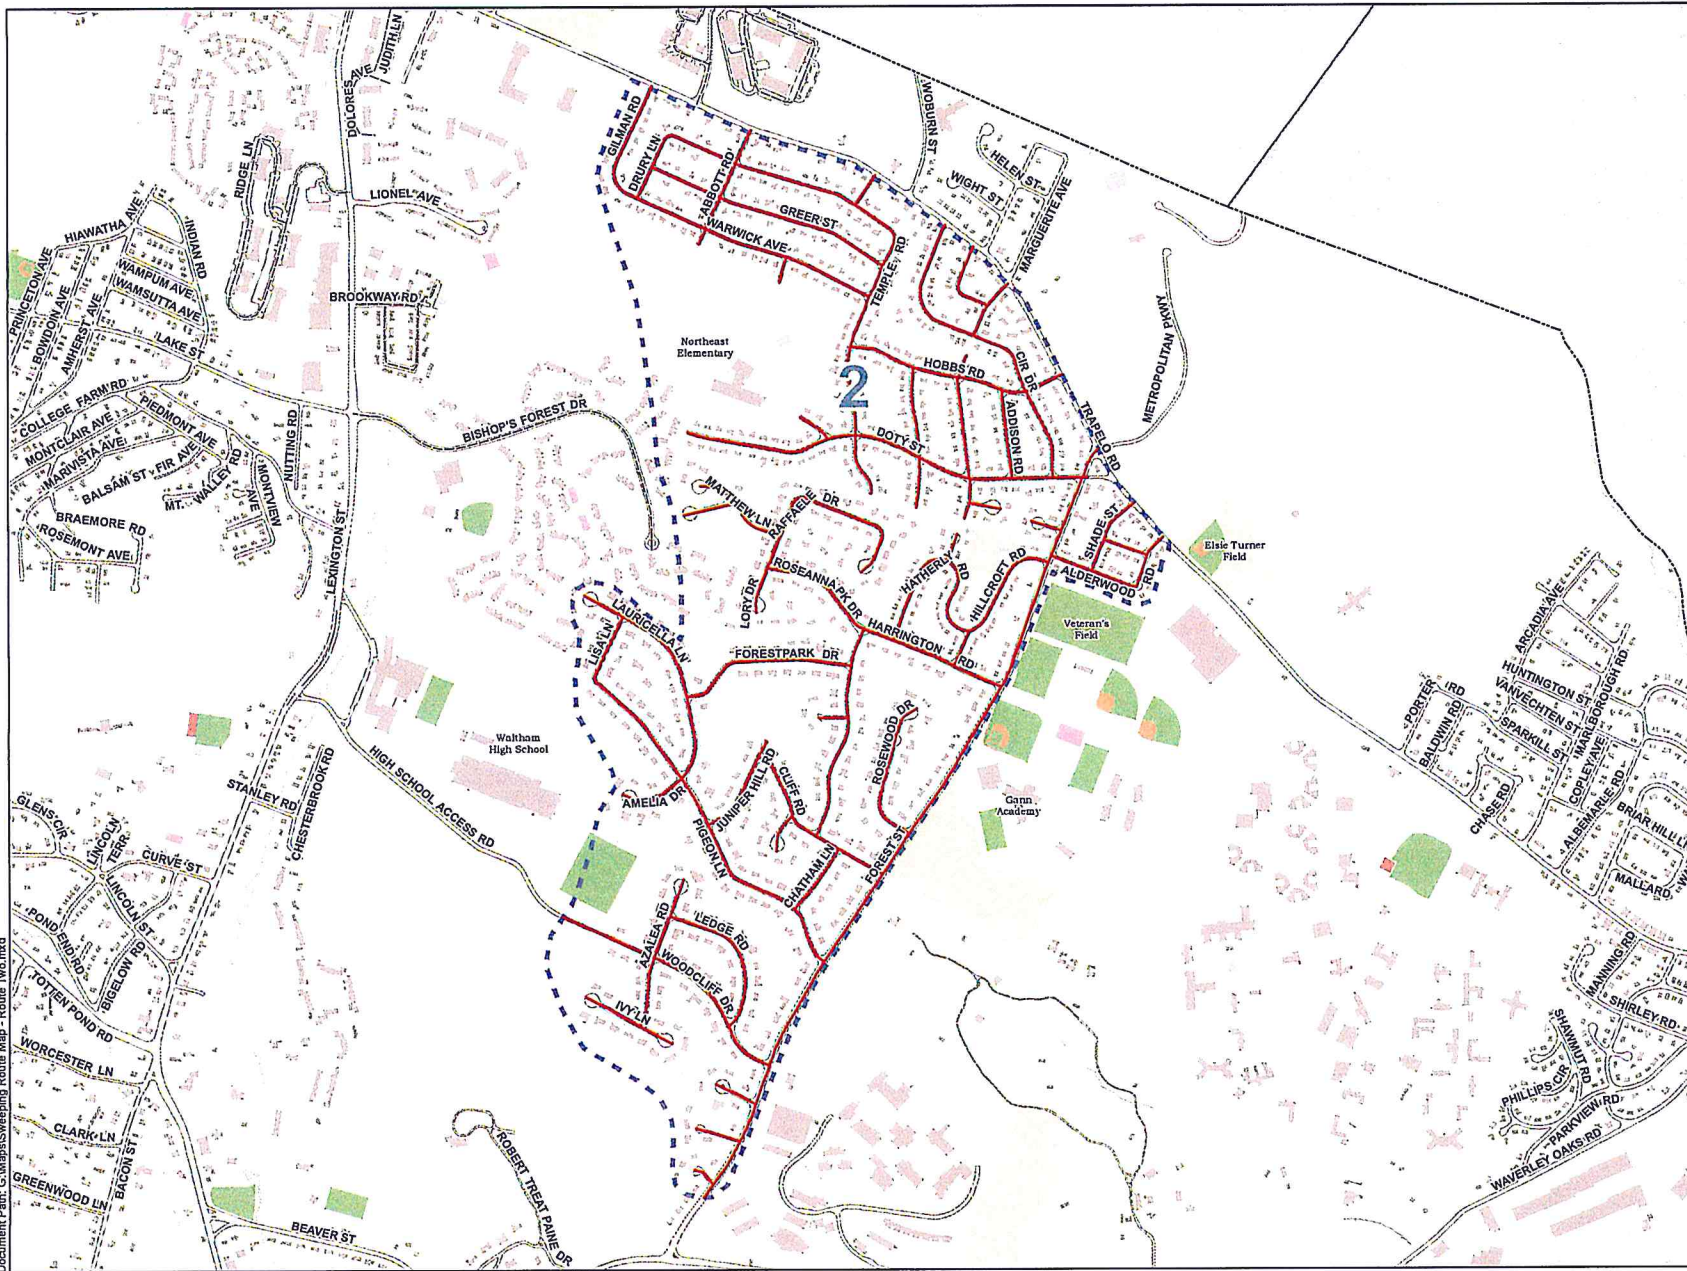 DOLORES AVE
JUDITH LN
RIDGE LN
LIONEL AVE
HIAWATHA AVE
INDIAN RD
PRINCETON AVE
BOWDOIN AVE
AMHERST AVE
WAMPUM AVE
WAMSUTTA AVE
LAKE ST
BROOKWAY RD
COLLEGE FARM RD
PIEDMONT AVE
MONTCLAIR AVE
MARIVISTA AVE
BALSAM ST
FIR AVE
MT. WALLEY RD
MONTVIEW
AVE
NUTTING RD
BRAEMORE RD
ROSEMONT AVE
LEXINGTON ST
BISHOP'S FOREST DR
GILMAN RD
DRURY LN
ABBOTT RD
GREER ST
WARWICK AVE
TEMPLE RD
WOBURN ST
HELEN ST
WIGHT ST
MARGUERITE AVE
METROPOLITAN PKWY
Northeast
Elementary
2
HOBBS RD
CIR DR
ADDISON RD
DOTY ST
TRAPELO RD
MATTHEW LN
RAFFAELE DR
SHADE ST
ALDERWOOD
RD
Elsie Turner
Field
LORY DR
ROSEANNA PK DR
HATHERLY
RD
HILLCROFT RD
HARRINGTON
RD
Veteran's
Field
LAURICELLA LN
LISA LN
FORESTPARK DR
ROSEWOOD DR
Waltham
High School
AMELIA DR
JUNIPER HILL RD
CLIFF RD
PIGEON LN
CHATHAM LN
FOREST ST
Gann
Academy
HIGH SCHOOL ACCESS RD
STANLEY RD
CHESTERBROOK RD
GLENS CIR
LINCOLN
TERR
CURVE ST
LINCOLN ST
POND END RD
BIGELOW RD
TOTTEN POND RD
WORCESTER LN
CLARK LN
GREENWOOD LN
BACON ST
BEAVER ST
ROBERT TREAT PAINE DR
AZALEA RD
LEDGE RD
WOODCLIFF DR
IVY LN
ARCADIA AVE
HUNTINGTON ST
VANVECHTEN ST
MARLBOROUGH RD
SPARKILL ST
PORTER RD
BALDWIN RD
COPLEY AVE
ALBEMARLE RD
CHASE RD
BRIAR HILL
MALLARD
MANNING RD
SHIRLEY RD
SHAWMUT RD
PHILLIPS CIR
PARKVIEW RD
WAVERLEY OAKS RD
Document Path: G:\Maps\Sweeping Route Map - Route Two.mxd